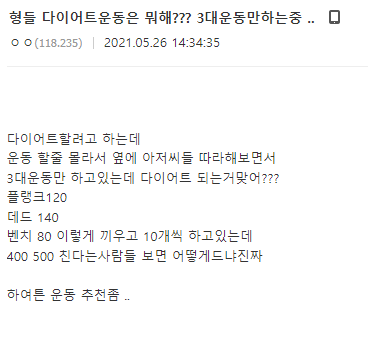 형들 다이어트운동은 뭐해??? 3대운동만하는중 ..
ㅇㅇ(118.235) 2021.05.26 14:34:35
다이어트할려고 하는데
운동 할줄 몰라서 옆에 아저씨들 따라해보면서
3대운동만 하고있는데 다이어트 되는거맞어???
플랭크120
데드 140
벤치 80 이렇게 끼우고 10개씩 하고있는데
400 500 친다는사람들 보면 어떻게드냐진짜
하여튼 운동 추천좀 ..